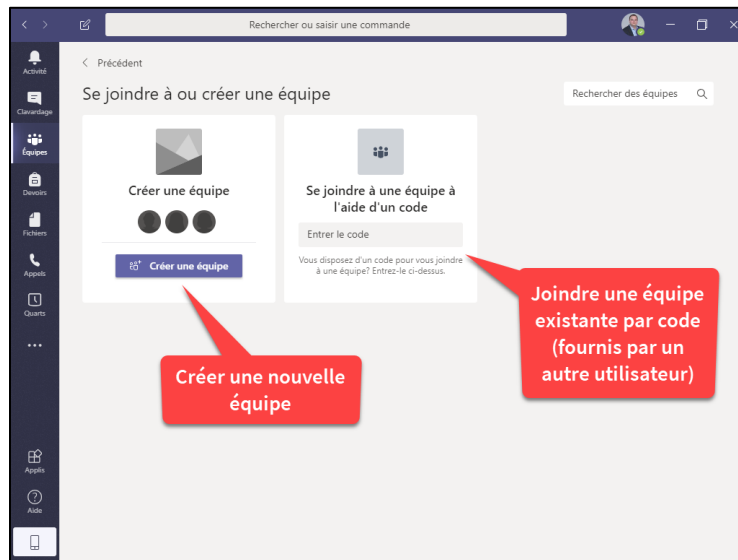 Rechercher ou saisir une commande
Activité
Clavardage
Équipes
Devoirs
Fichiers
Appels
Quarts
Applis
Aide
Précédent
Se joindre à ou créer une équipe
Rechercher des équipes
Créer une équipe
Créer une équipe
Se joindre à une équipe à
l'aide d'un code
Entrer le code
Vous disposez d'un code pour vous joindre
à une équipe? Entrez-le ci-dessus.
Créer une nouvelle
équipe
Joindre une équipe
existante par code
(fournis par un
autre utilisateur)